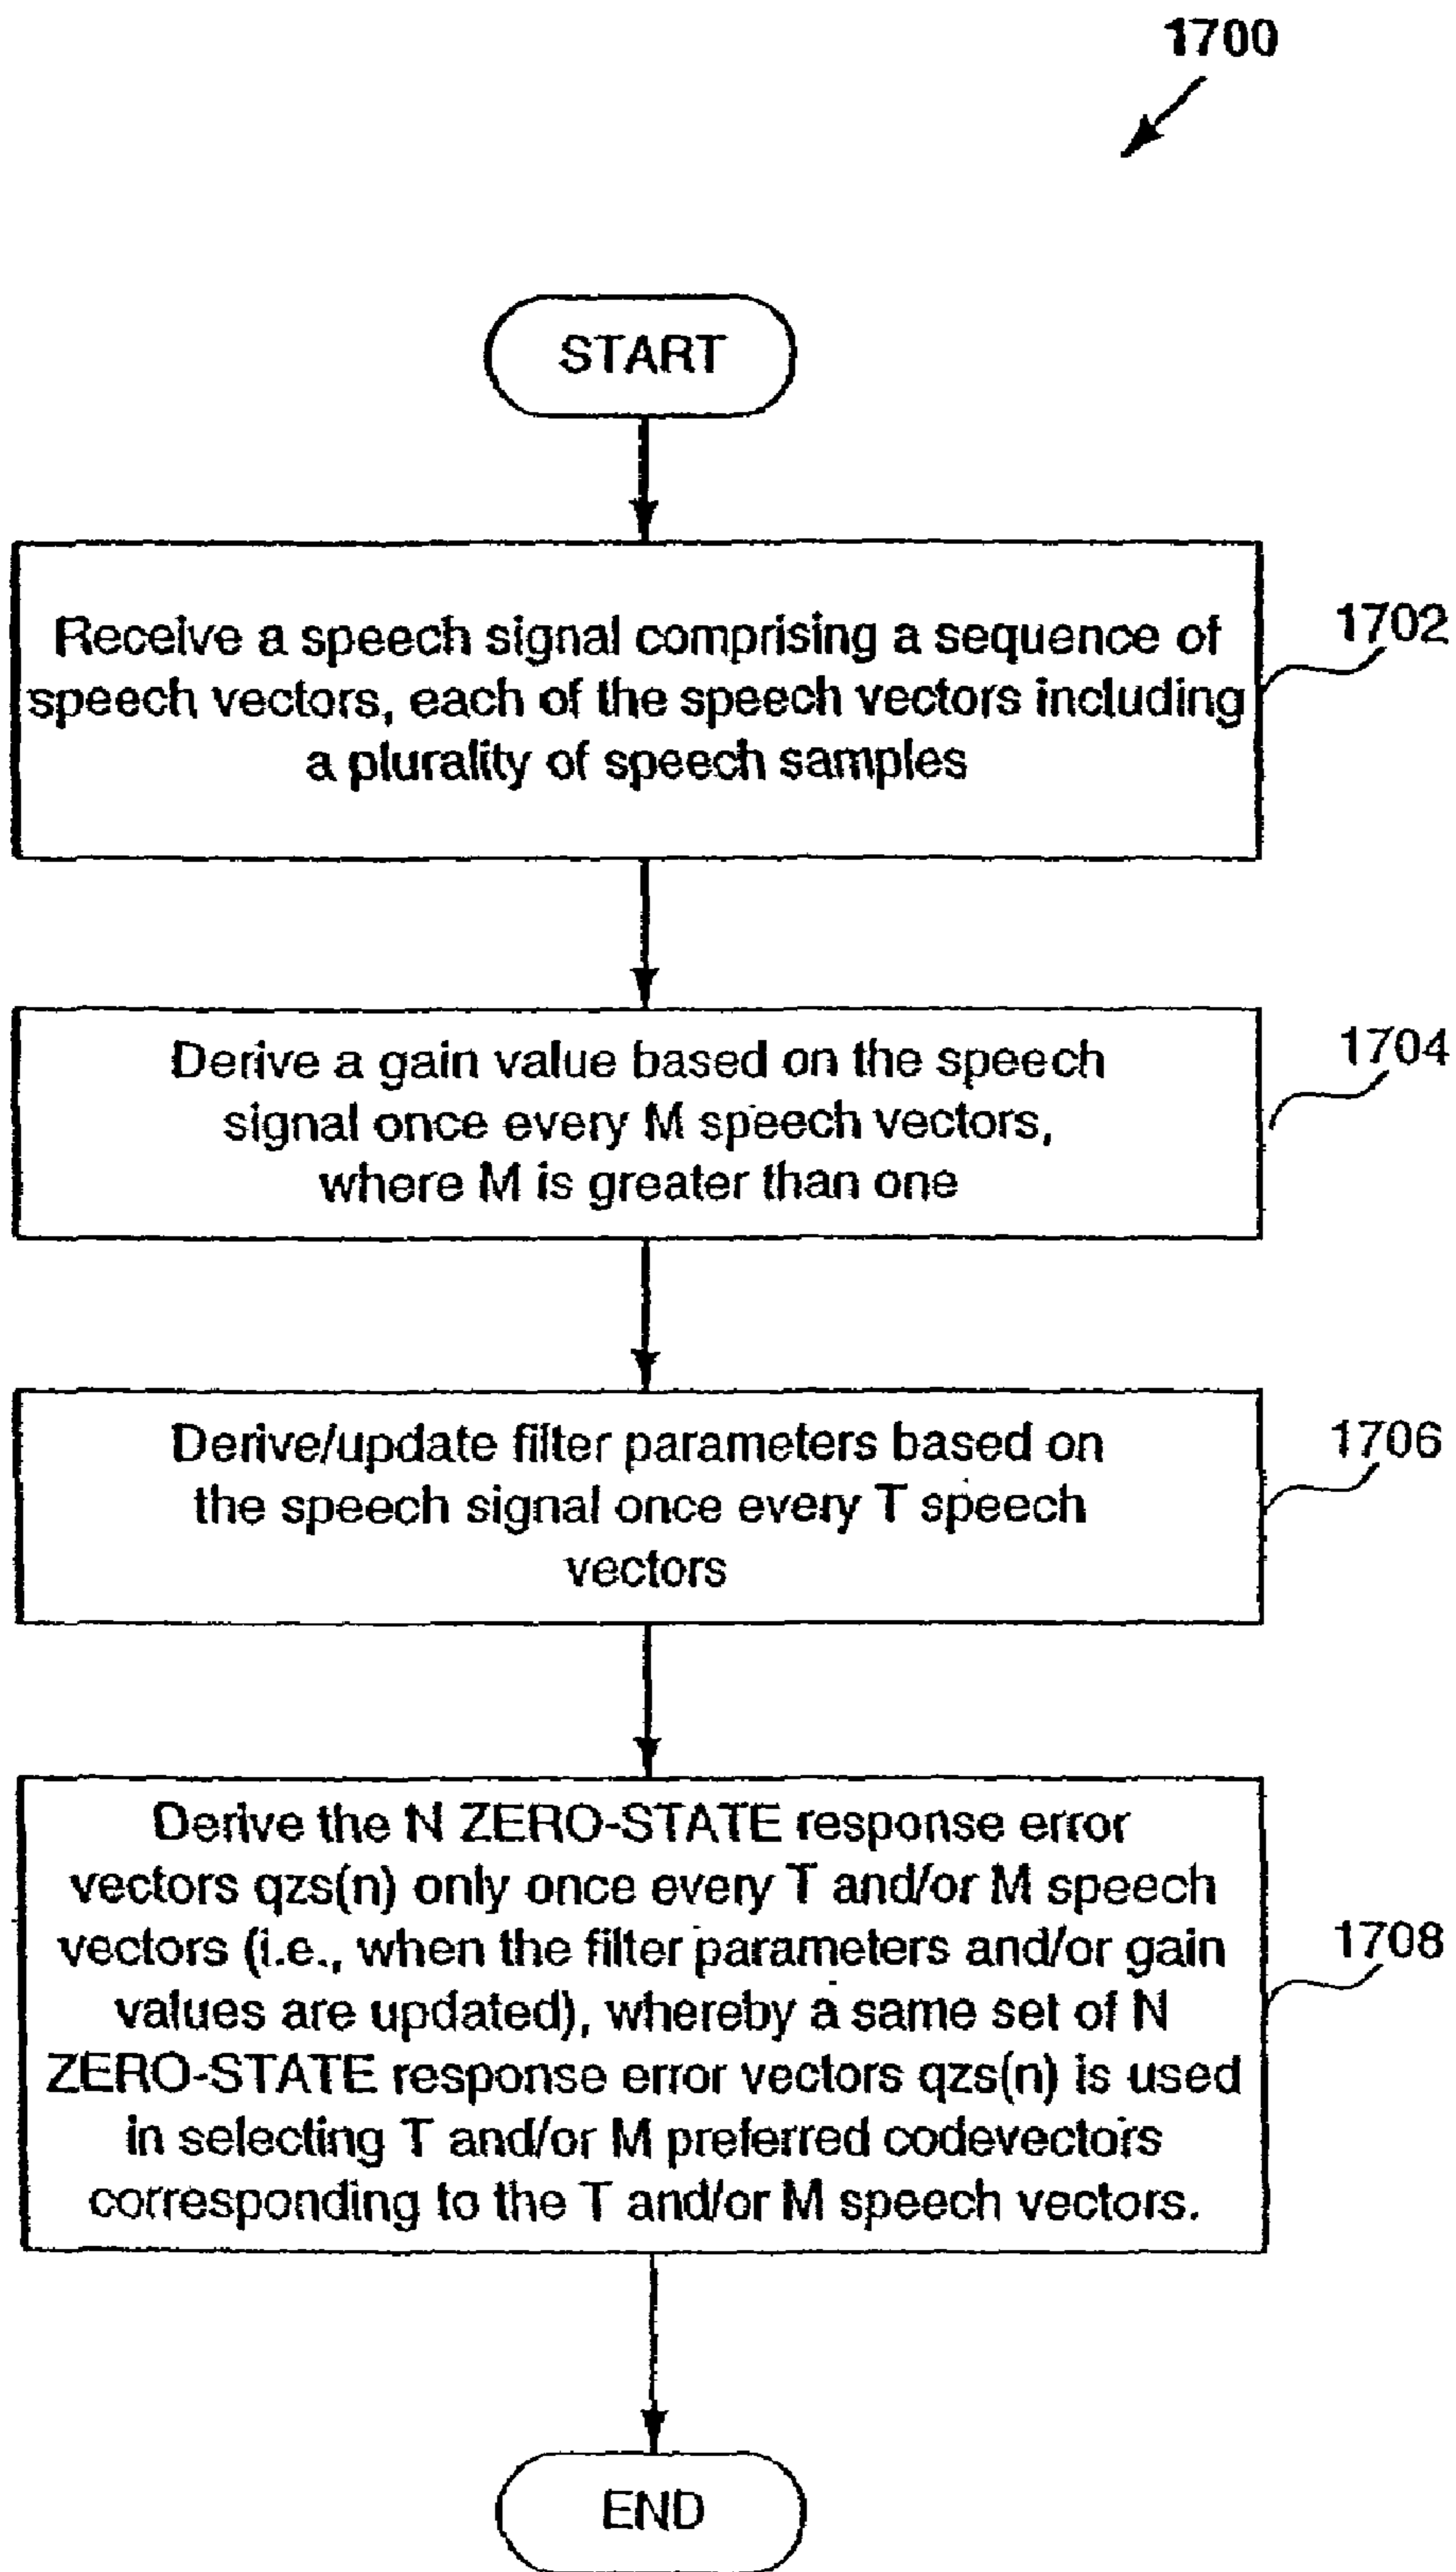 1700
START
Receive a speech signal comprising a sequence of
speech vectors, each of the speech vectors including
a plurality of speech samples
1702
Derive a gain value based on the speech
signal once every M speech vectors,
where M is greater than one
1704
Derive/update filter parameters based on
the speech signal once every T speech
vectors
1706
Derive the N ZERO-STATE response error
vectors qzs(n) only once every T and/or M speech
vectors (i.e., when the filter parameters and/or gain
values are updated), whereby a same set of N
ZERO-STATE response error vectors qzs(n) is used
in selecting T and/or M preferred codevectors
corresponding to the T and/or M speech vectors.
1708
END